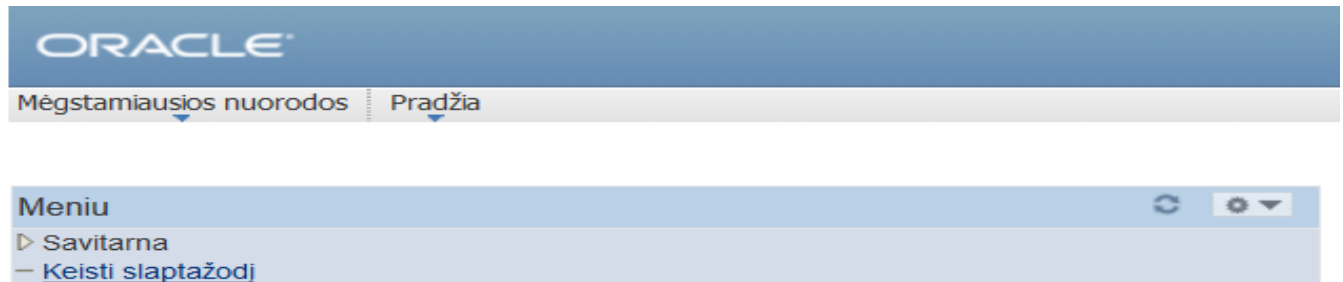 ORACLE
Mėgstamiausios nuorodos Pradžia
Meniu
Savitarna
Keisti slaptažodį